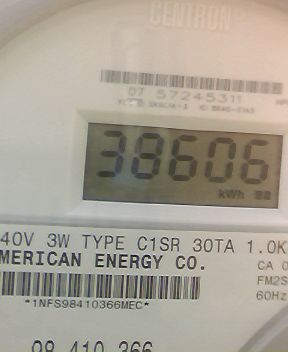 CENTRON
07 57245311
38606
kWh
40V 3W TYPE C1SR 30TA 1.0K
MERICAN ENERGY CO.
CA 0
FM2S
*1NFS98410366MEC*
60Hz
98 410 366